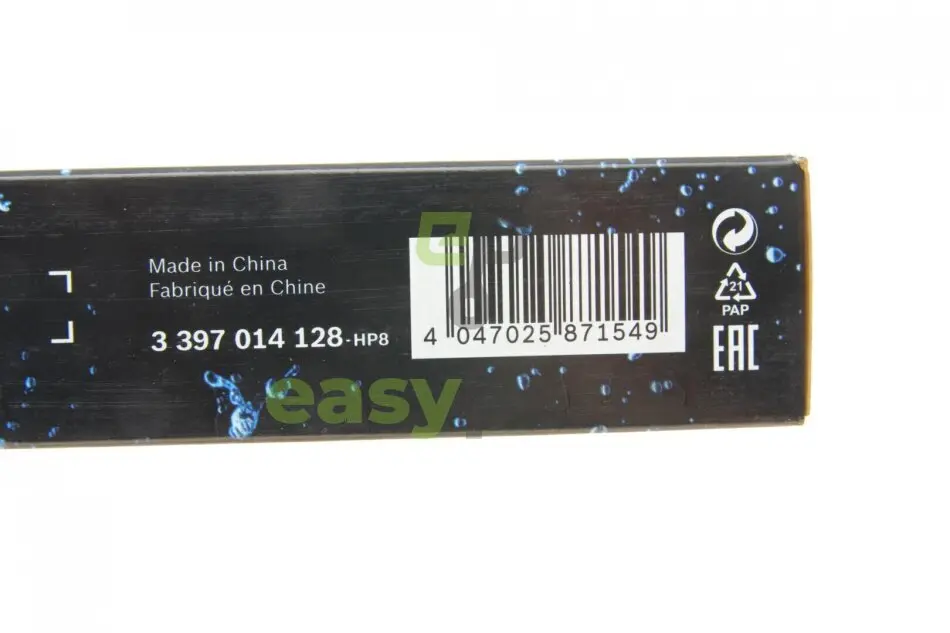 Made in China
Fabriqué en Chine
3 397 014 128-HP8
4 047025 871549
21
PAP
EAC
easy